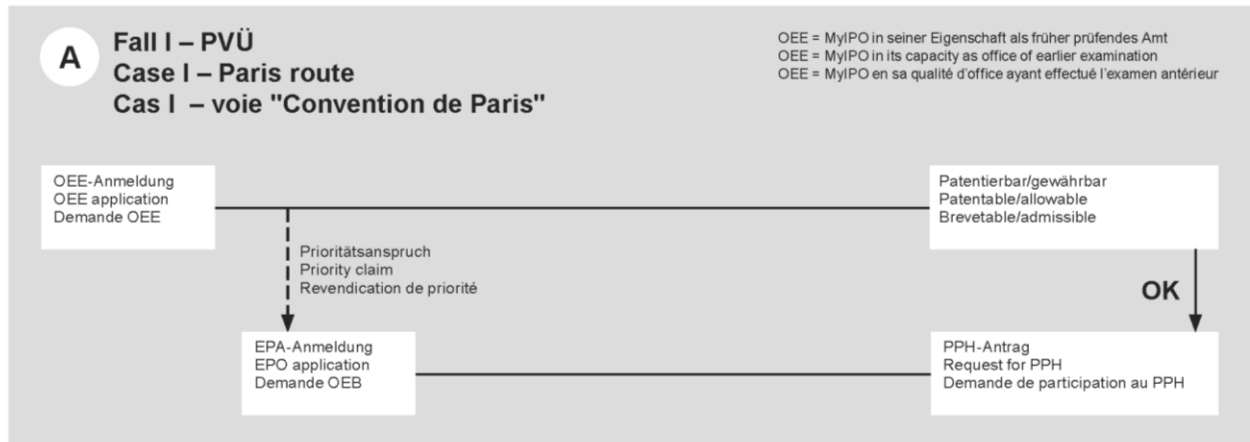 A
Fall I – PVÜ
Case I – Paris route
Cas I – voie "Convention de Paris"
OEE = MyIPO in seiner Eigenschaft als früher prüfendes Amt
OEE = MyIPO in its capacity as office of earlier examination
OEE = MyIPO en sa qualité d'office ayant effectué l'examen antérieur
OEE-Anmeldung
OEE application
Demande OEE
Patentierbar/gewährbar
Patentable/allowable
Brevetable/admissible
Prioritätsanspruch
Priority claim
Revendication de priorité
OK
EPA-Anmeldung
EPO application
Demande OEB
PPH-Antrag
Request for PPH
Demande de participation au PPH